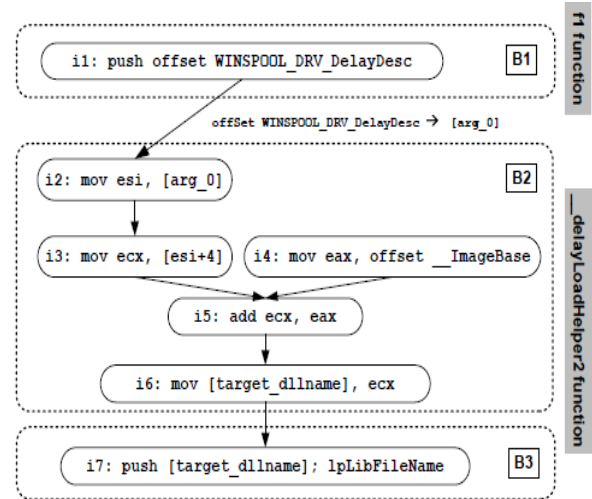 i1: push offset WINSPOOL_DRV_DelayDesc
B1
f1 function
offSet WINSPOOL_DRV_DelayDesc → [arg_0]
i2: mov esi, [arg_0]
B2
i3: mov ecx, [esi+4]
i4: mov eax, offset __ImageBase
i5: add ecx, eax
i6: mov [target_dllname], ecx
__delayLoadHelper2 function
i7: push [target_dllname]; lpLibFileName
B3